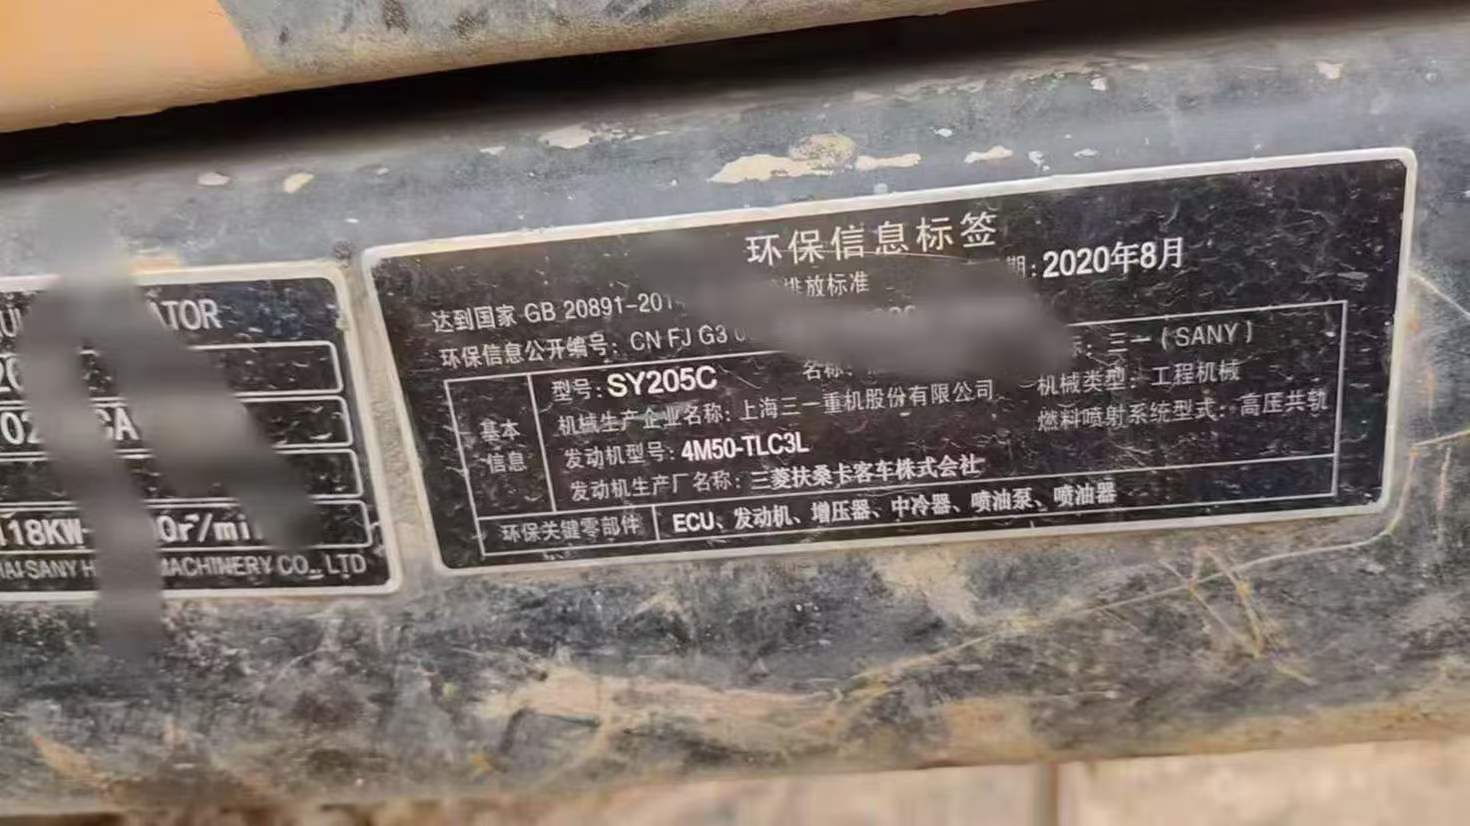 环保信息标签
达到国家 GB 20891-201 排放标准 期: 2020年8月
环保信息公开编号: CN FJ G3
基本信息
型号: SY205C 名称: 三一 (SANY)
机械生产企业名称: 上海三一重机股份有限公司 机械类型: 工程机械
发动机型号: 4M50-TLC3L 燃料喷射系统型式: 高压共轨
发动机生产厂名称: 三菱扶桑卡客车株式会社
环保关键零部件 ECU、发动机、增压器、中冷器、喷油泵、喷油器
TOR
CA
118KW r/mi
SANY H MACHINERY CO., LTD